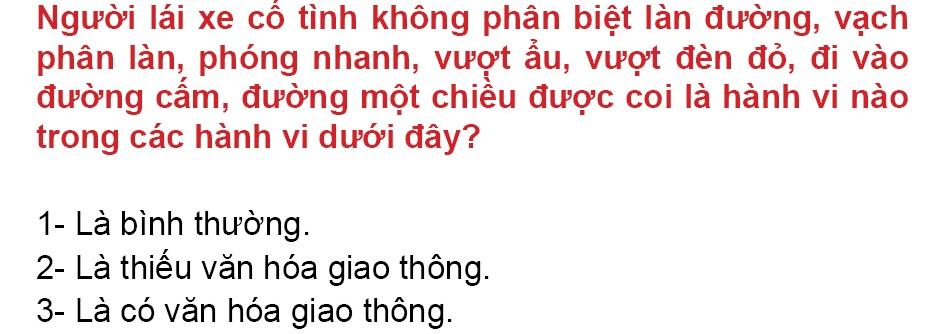 Người lái xe cố tình không phân biệt làn đường, vạch
phân làn, phóng nhanh, vượt ẩu, vượt đèn đỏ, đi vào
đường cấm, đường một chiều được coi là hành vi nào
trong các hành vi dưới đây?
1- Là bình thường.
2- Là thiếu văn hóa giao thông.
3- Là có văn hóa giao thông.